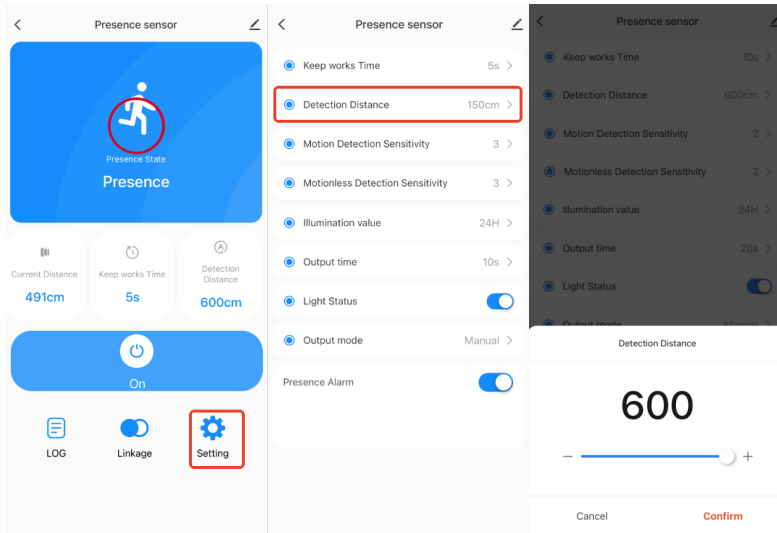 Presence sensor
Presence State
Presence
Current Distance
491cm
Keep works Time
5s
Detection
Distance
600cm
On
LOG
Linkage
Setting
Presence sensor
Keep works Time 5s
Detection Distance 150cm
Motion Detection Sensitivity 3
Motionless Detection Sensitivity 3
Illumination value 24H
Output time 10s
Light Status
Output mode Manual
Presence Alarm
Presence sensor
Keep works Time 10s
Detection Distance 600cm
Motion Detection Sensitivity 2
Motionless Detection Sensitivity 2
Illumination value 24H
Output time 20s
Light Status
Output mode Manual
Detection Distance
600
Cancel
Confirm